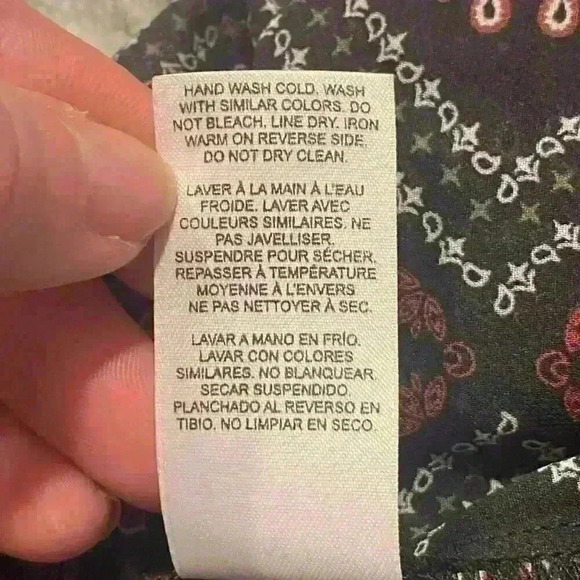 HAND WASH COLD. WASH
WITH SIMILAR COLORS. DO
NOT BLEACH. LINE DRY. IRON
WARM ON REVERSE SIDE.
DO NOT DRY CLEAN.
LAVER À LA MAIN À L'EAU
FROIDE. LAVER AVEC
COULEURS SIMILAIRES. NE
PAS JAVELLISER.
SUSPENDRE POUR SÉCHER.
REPASSER À TEMPÉRATURE
MOYENNE À L'ENVERS
NE PAS NETTOYER À SEC.
LAVAR A MANO EN FRÍO.
LAVAR CON COLORES
SIMILARES. NO BLANQUEAR.
SECAR SUSPENDIDO.
PLANCHADO AL REVERSO EN
TIBIO. NO LIMPIAR EN SECO.